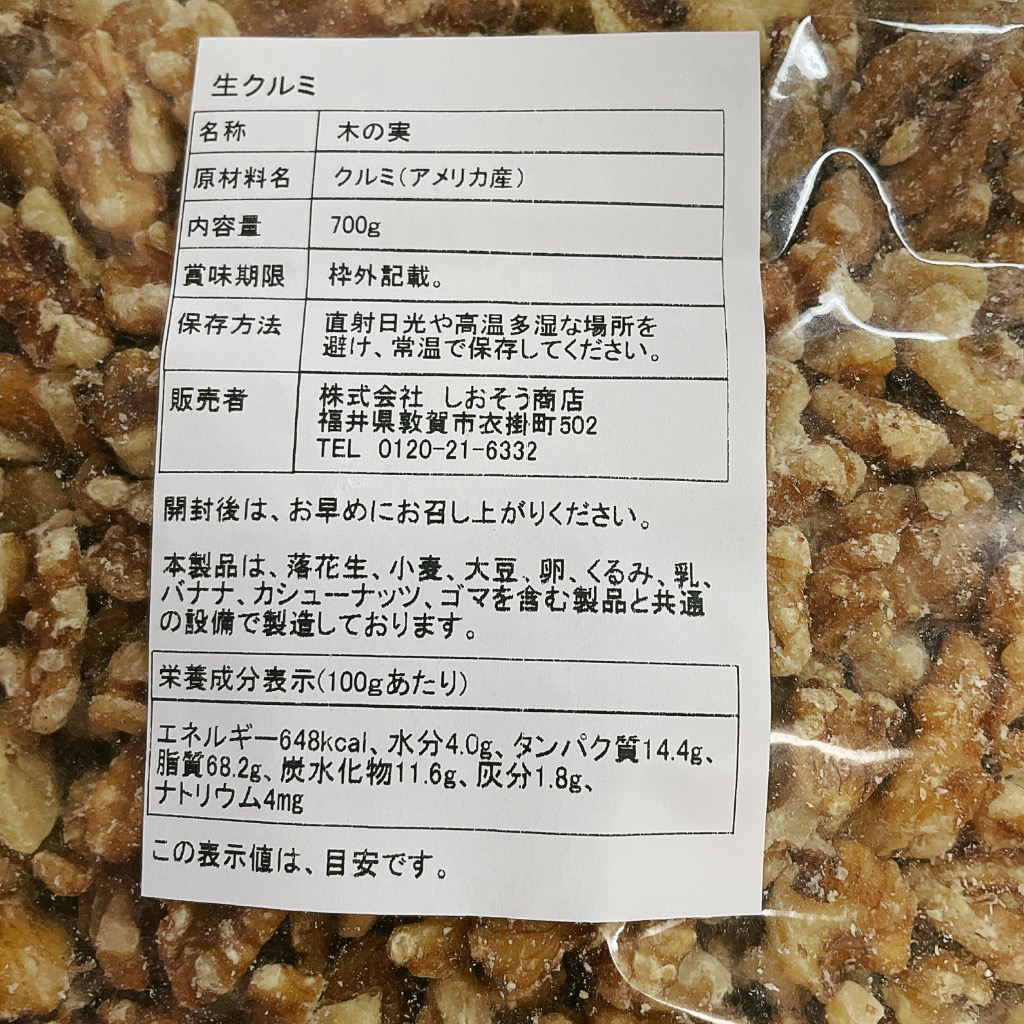 生クルミ
名称 木の実
原材料名 クルミ(アメリカ産)
内容量 700g
賞味期限 枠外記載。
保存方法 直射日光や高温多湿な場所を
避け、常温で保存してください。
販売者 株式会社 しおそう商店
福井県敦賀市衣掛町502
TEL 0120-21-6332
開封後は、お早めにお召し上がりください。
本製品は、落花生、小麦、大豆、卵、くるみ、乳、
バナナ、カシューナッツ、ゴマを含む製品と共通
の設備で製造しております。
栄養成分表示(100gあたり)
エネルギー648kcal、水分4.0g、タンパク質14.4g、
脂質68.2g、炭水化物11.6g、灰分1.8g、
ナトリウム4mg
この表示値は、目安です。